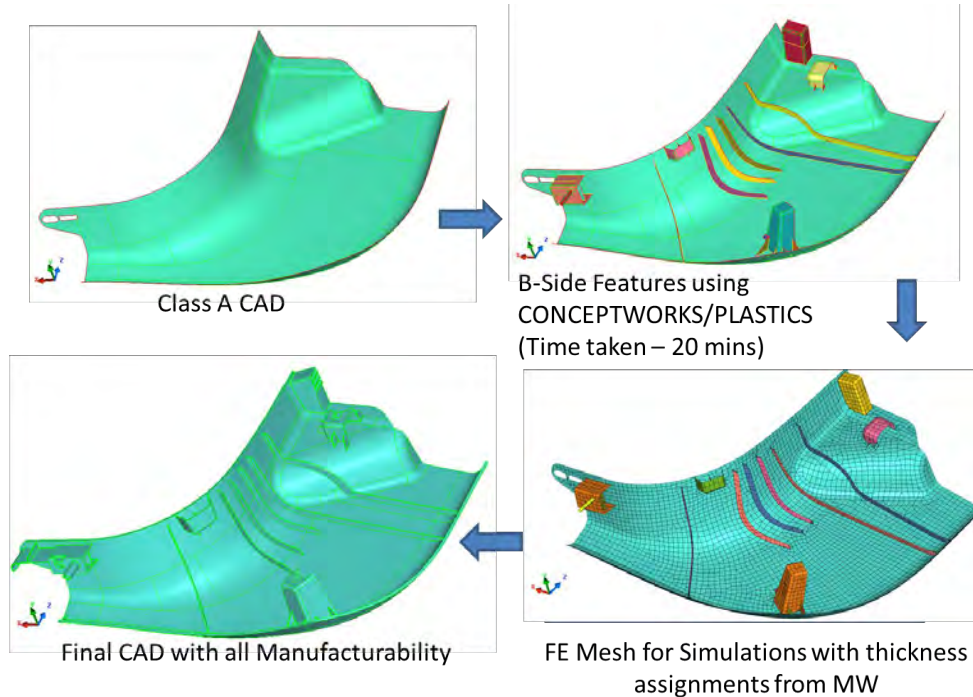 Class A CAD
B-Side Features using
CONCEPTWORKS/PLASTICS
(Time taken – 20 mins)
Final CAD with all Manufacturability
FE Mesh for Simulations with thickness
assignments from MW